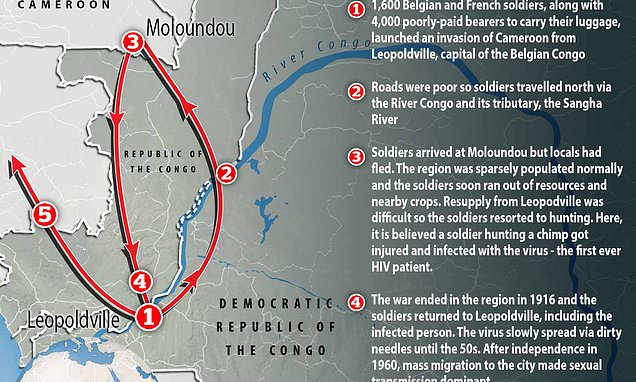 CAMEROON
Moloundou
3
River Congo
REPUBLIC OF
THE CONGO
2
5
4
1
Leopoldville
DEMOCRATIC
REPUBLIC OF
THE CONGO
1 1,600 Belgian and French soldiers, along with
4,000 poorly-paid bearers to carry their luggage,
launched an invasion of Cameroon from
Leopoldville, capital of the Belgian Congo
2 Roads were poor so soldiers travelled north via
the River Congo and its tributary, the Sangha
River
3 Soldiers arrived at Moloundou but locals had
fled. The region was sparsely populated normally
and the soldiers soon ran out of resources and
nearby crops. Resupply from Leopodville was
difficult so the soldiers resorted to hunting. Here,
it is believed a soldier hunting a chimp got
injured and infected with the virus - the first ever
HIV patient.
4 The war ended in the region in 1916 and the
soldiers returned to Leopoldville, including the
infected person. The virus slowly spread via dirty
needles until the 50s. After independence in
1960, mass migration to the city made sexual
transmission dominant